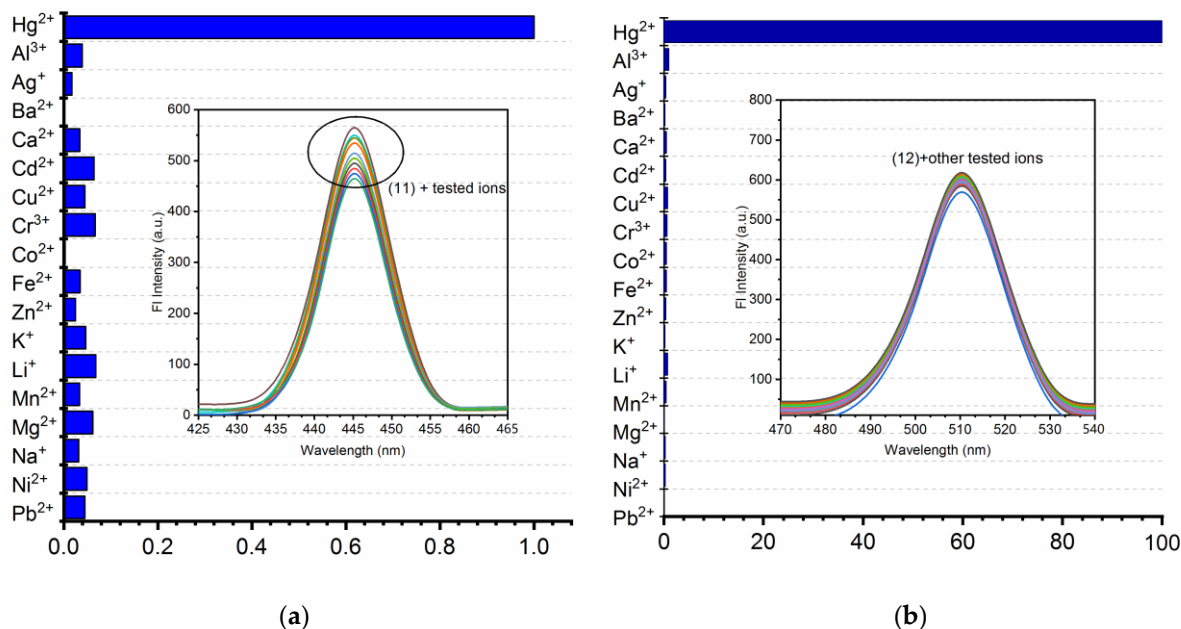 Hg2+
Al3+
Ag+
Ba2+
Ca2+
Cd2+
Cu2+
Cr3+
Co2+
Fe2+
Zn2+
K+
Li+
Mn2+
Mg2+
Na+
Ni2+
Pb2+
0.0 0.2 0.4 0.6 0.8 1.0
600
500
400
300
200
100
0
FI Intensity (a.u.)
(11) + tested ions
425 430 435 440 445 450 455 460 465
Wavelength (nm)
(a)
Hg2+
Al3+
Ag+
Ba2+
Ca2+
Cd2+
Cu2+
Cr3+
Co2+
Fe2+
Zn2+
K+
Li+
Mn2+
Mg2+
Na+
Ni2+
Pb2+
0 20 40 60 80 100
800
700
600
500
400
300
200
100
FI Intensity (a.u.)
(12)+other tested ions
470 480 490 500 510 520 530 540
Wavelength (nm)
(b)